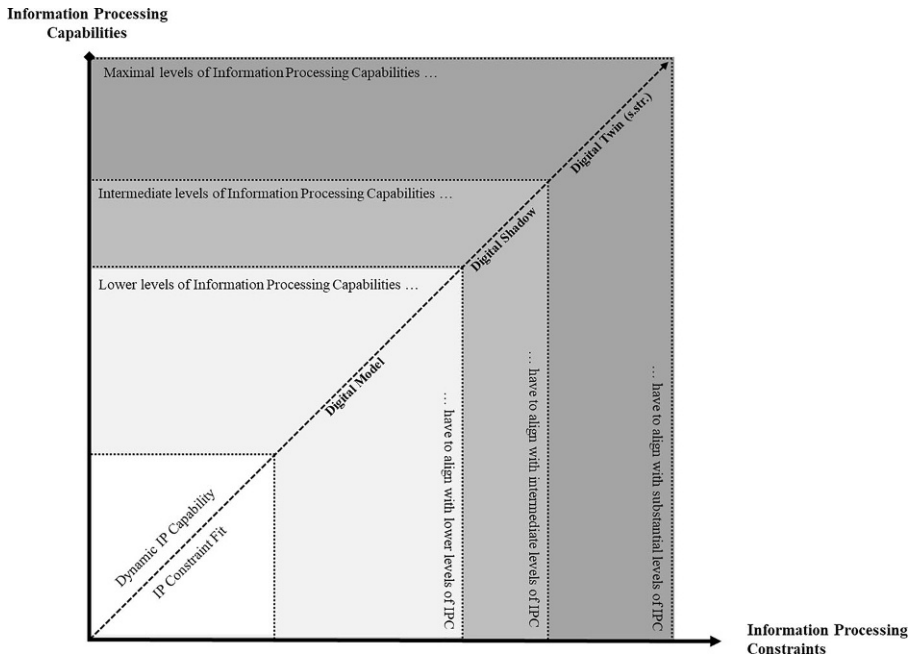 Information Processing
Capabilities
Maximal levels of Information Processing Capabilities …
Digital Twin (s.str.)
Intermediate levels of Information Processing Capabilities …
Digital Shadow
Lower levels of Information Processing Capabilities …
Digital Model
… have to align with lower levels of IPC
… have to align with intermediate levels of IPC
… have to align with substantial levels of IPC
Dynamic IP Capability
IP Constraint Fit
Information Processing
Constraints